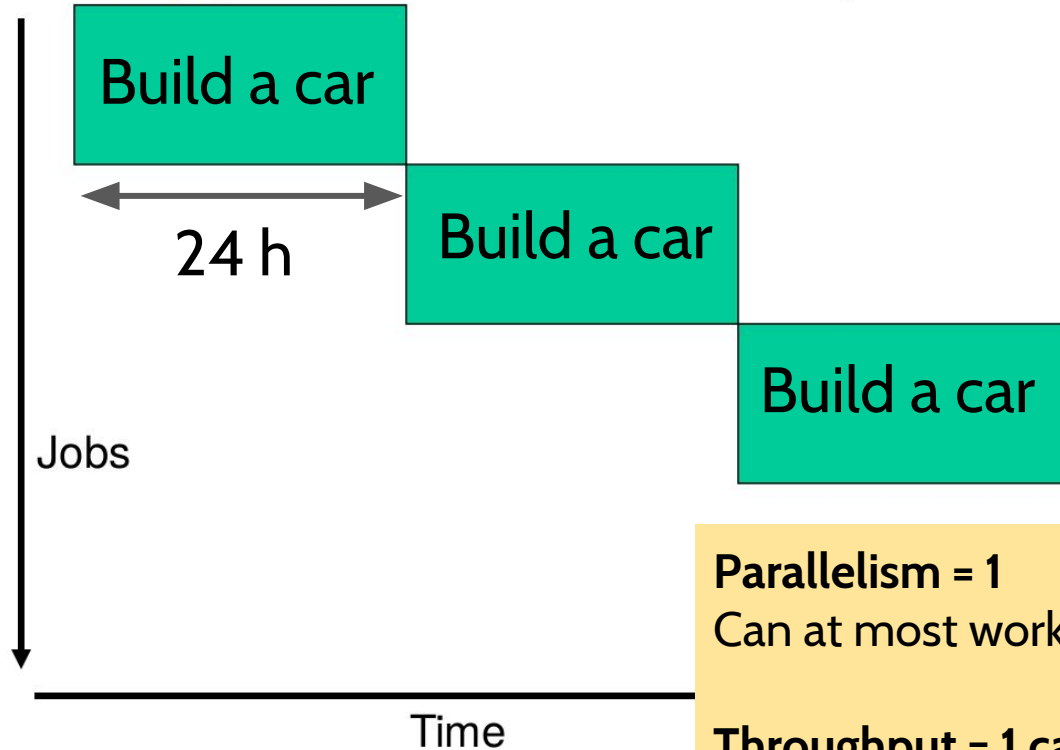 Build a car
24 h
Build a car
Build a car
Jobs
Parallelism = 1
Can at most work
Throughput = 1
Time